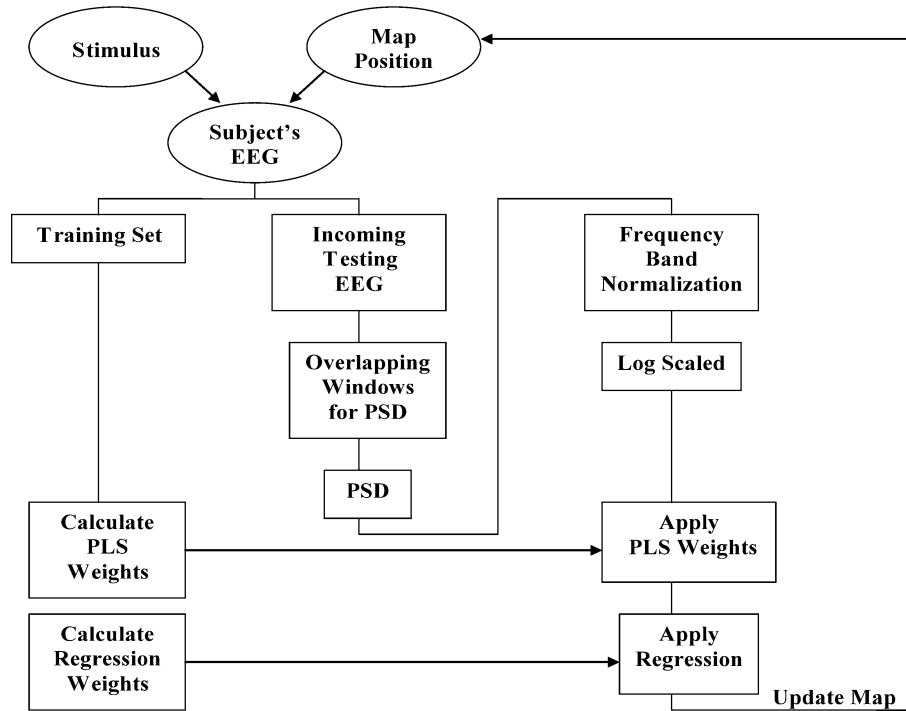 Stimulus
Map
Position
Subject's
EEG
Training Set
Incoming
Testing
EEG
Frequency
Band
Normalization
Overlapping
Windows
for PSD
Log Scaled
PSD
Calculate
PLS
Weights
Apply
PLS Weights
Calculate
Regression
Weights
Apply
Regression
Update Map